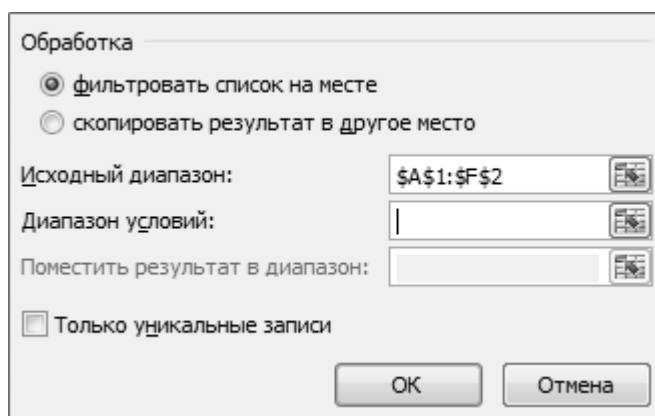 Обработка
фильтровать список на месте
скопировать результат в другое место
Исходный диапазон: $A$1:$F$2
Диапазон условий:
Поместить результат в диапазон:
Только уникальные записи
ОК Отмена